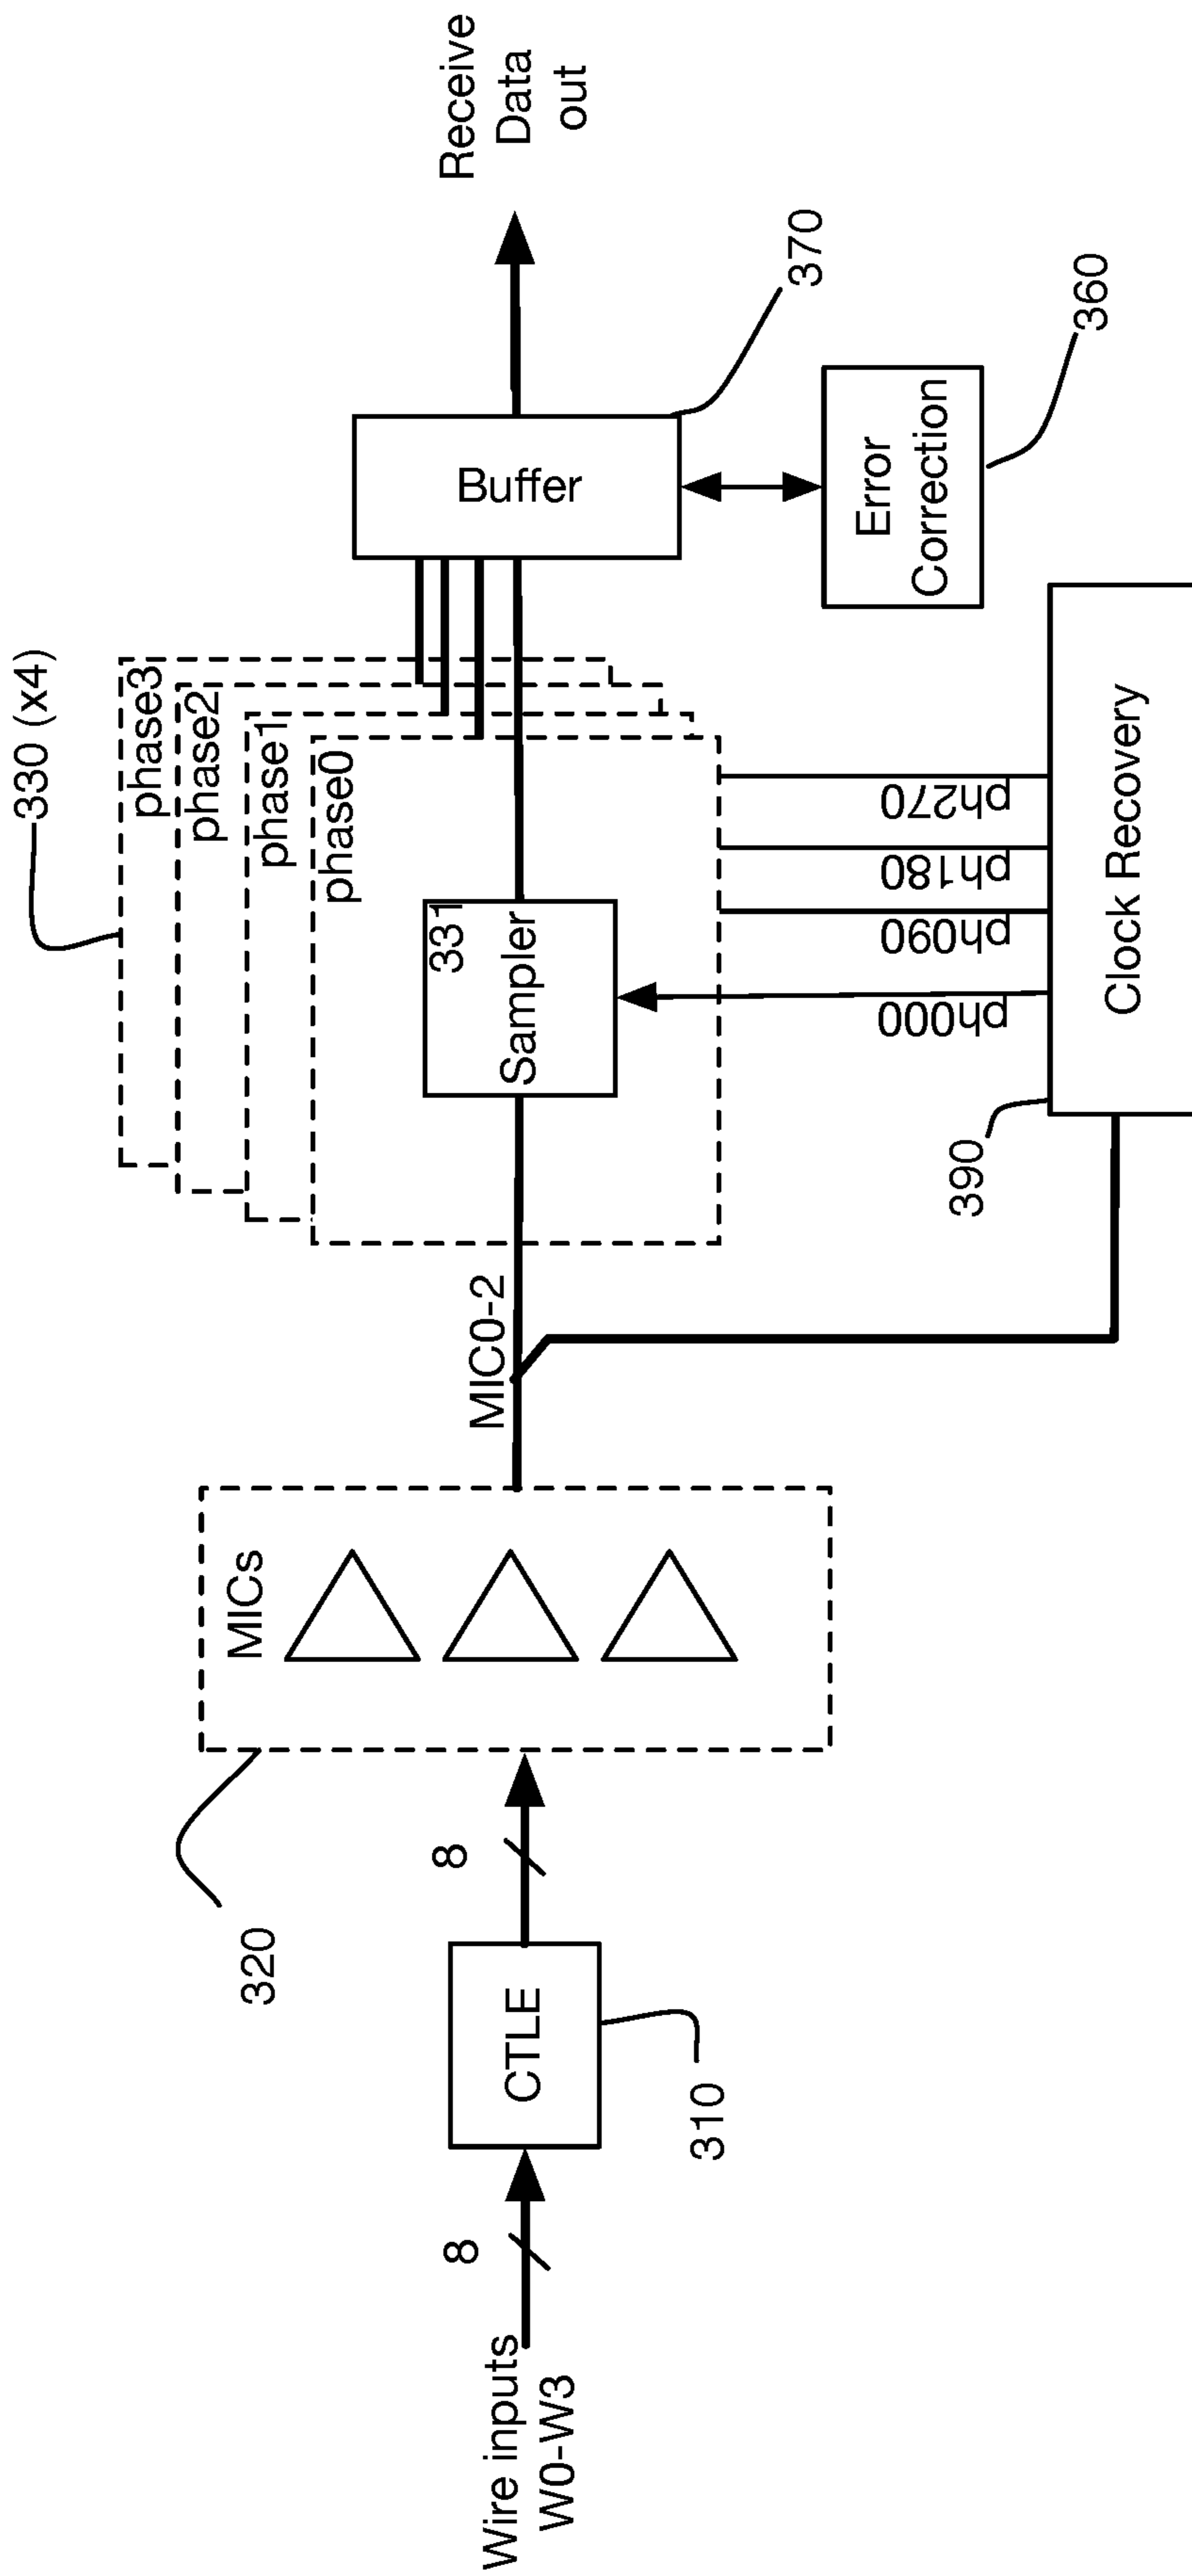 Wire inputs
W0-W3
8
CTLE
310
8
320
MICs
MIC0-2
330 (x4)
phase3
phase2
phase1
phase0
331
Sampler
ph000
ph090
ph180
ph270
390
Clock Recovery
Buffer
370
Error
Correction
360
Receive
Data
out